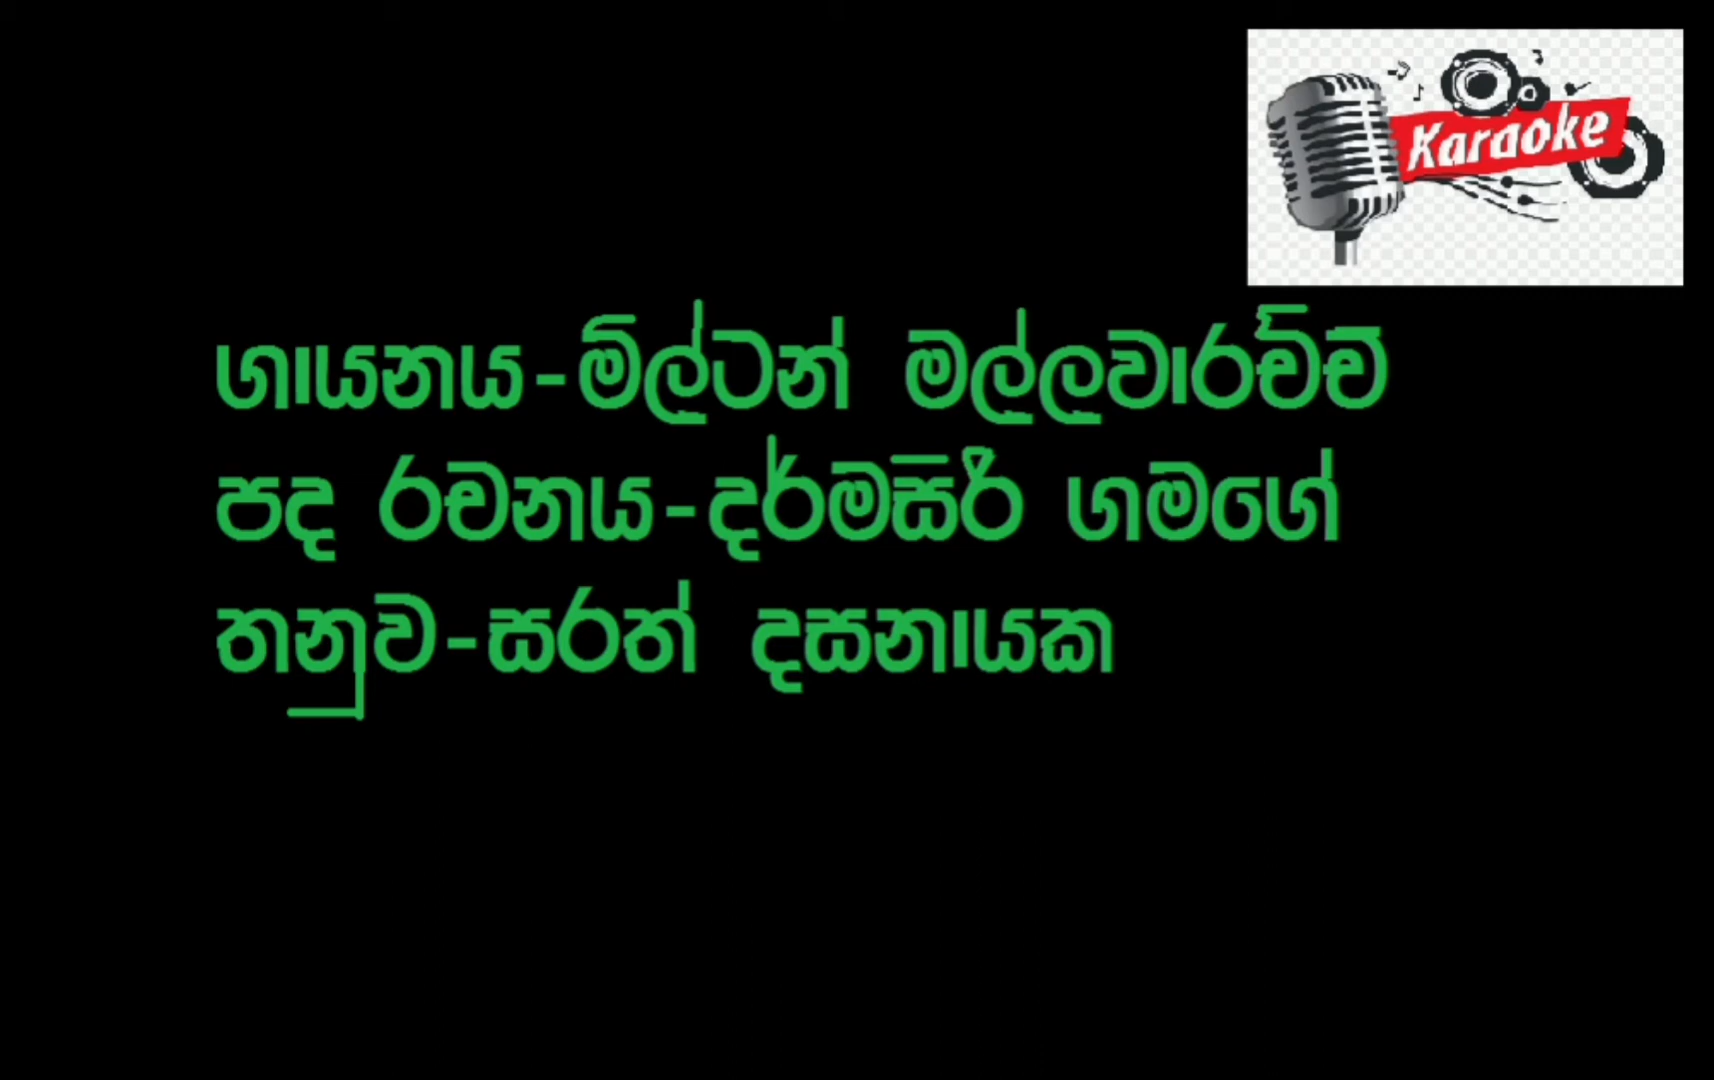 Karaoke
ගායනය-මිල්ටන් මල්ලවාරච්චි
පද රචනය-දර්මසිරි ගමගේ
තනුව-සරත් දසනායක